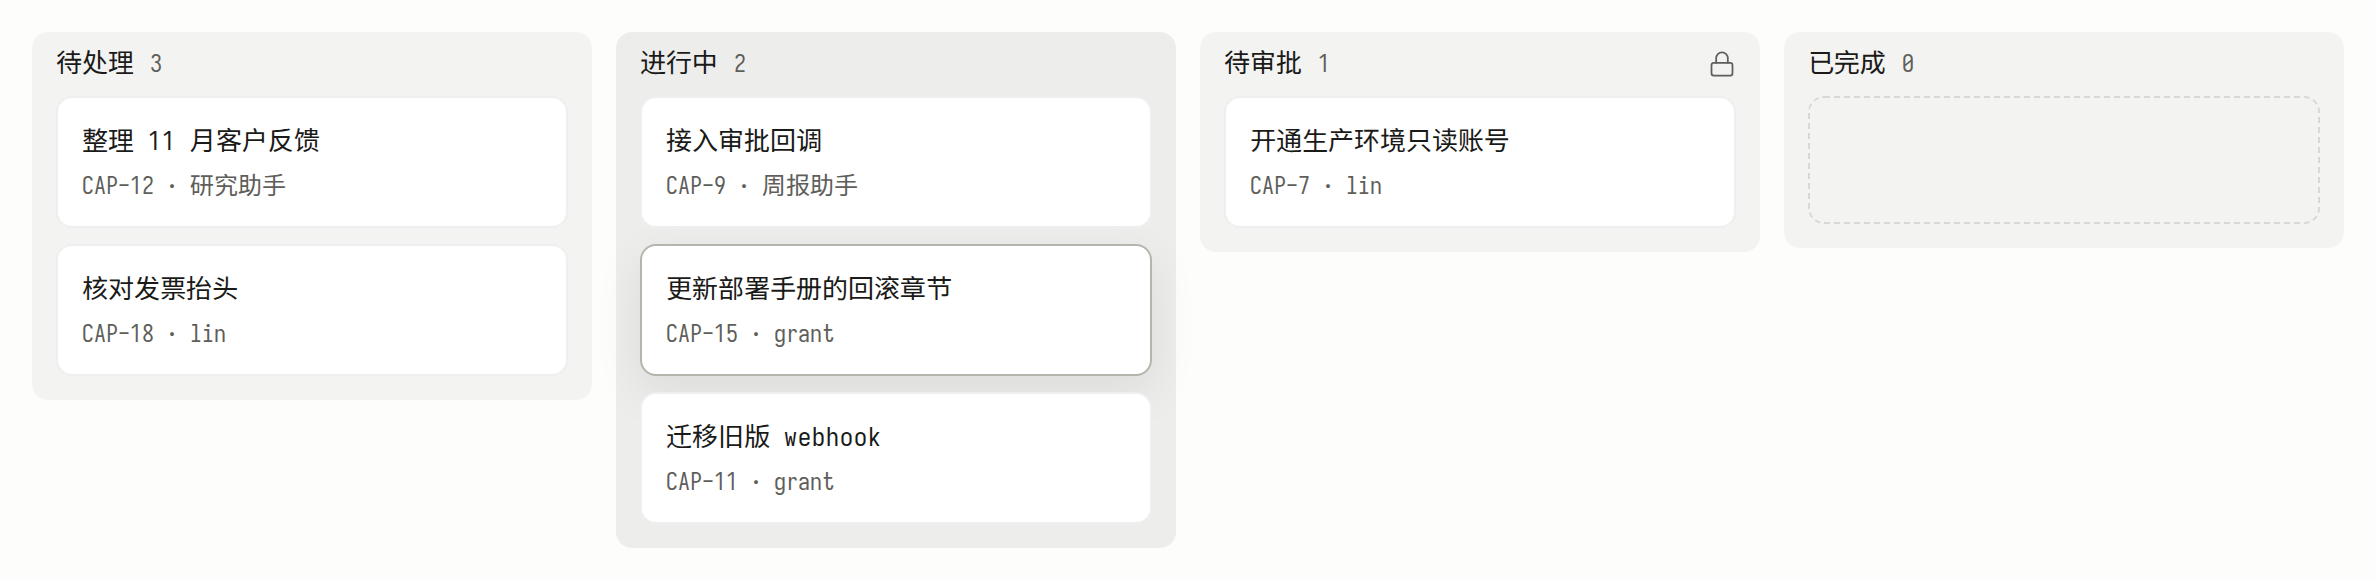 待处理 3
整理 11 月客户反馈
CAP-12 · 研究助手
核对发票抬头
CAP-18 · lin
进行中 2
接入审批回调
CAP-9 · 周报助手
更新部署手册的回滚章节
CAP-15 · grant
迁移旧版 webhook
CAP-11 · grant
待审批 1
开通生产环境只读账号
CAP-7 · lin
已完成 0